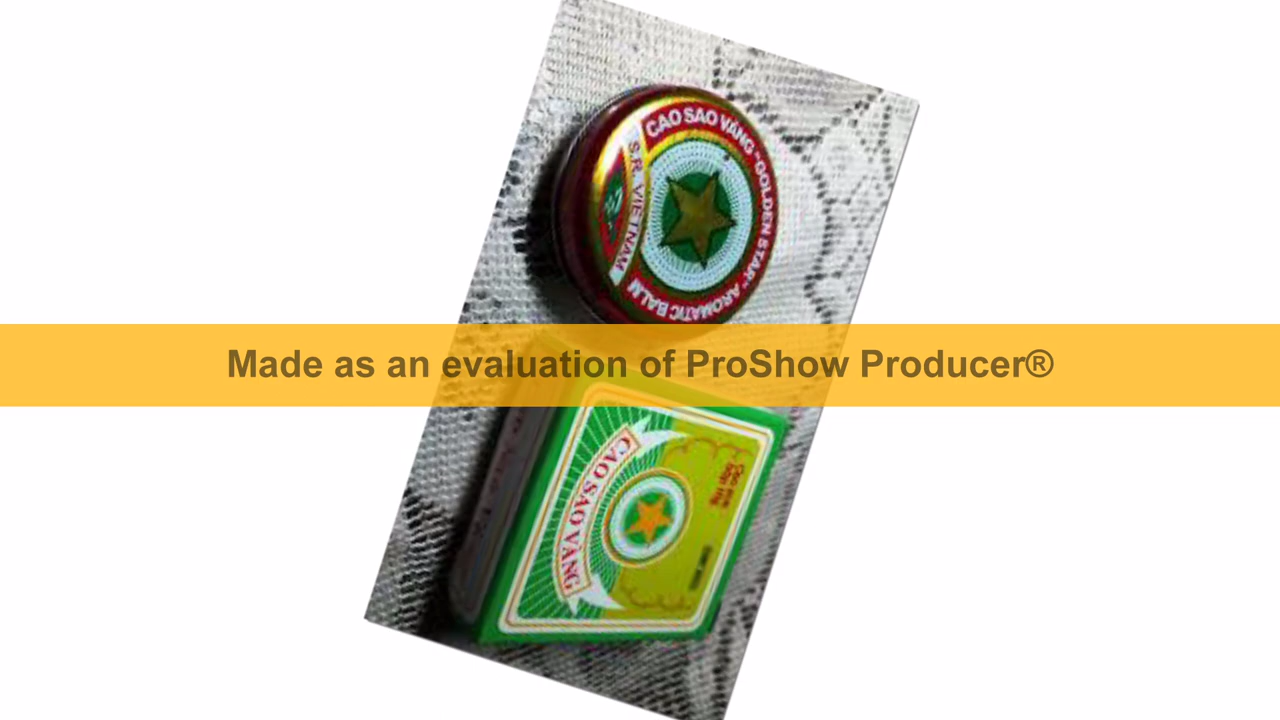 CAO SAO VÀNG "GOLDEN STAR" AROMATIC BALM
S.R. VIETNAM
Made as an evaluation of ProShow Producer®
CAO SAO VÀNG